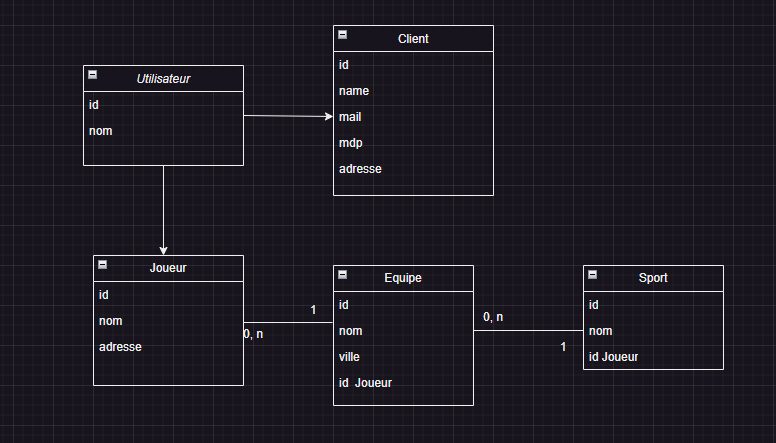 Utilisateur
id
nom
Client
id
name
mail
mdp
adresse
Joueur
id
nom
adresse
1
0, n
Equipe
id
nom
ville
id  Joueur
0, n
1
Sport
id
nom
id Joueur